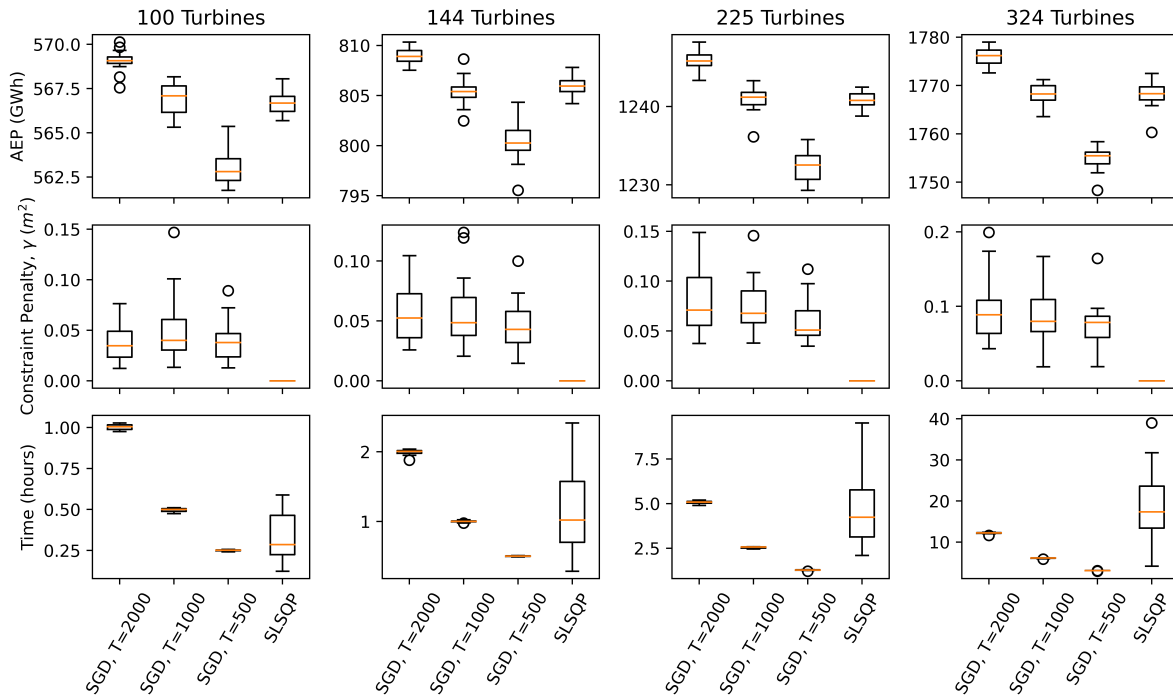 100 Turbines
144 Turbines
225 Turbines
324 Turbines
AEP (GWh)
570.0
567.5
565.0
562.5
810
805
800
795
1240
1230
1780
1770
1760
1750
Constraint Penalty, γ (m²)
0.15
0.10
0.05
0.00
0.10
0.05
0.00
0.15
0.10
0.05
0.00
0.2
0.1
0.0
Time (hours)
1.00
0.75
0.50
0.25
2
1
7.5
5.0
2.5
40
30
20
10
SGD, T=2000
SGD, T=1000
SGD, T=500
SLSQP
SGD, T=2000
SGD, T=1000
SGD, T=500
SLSQP
SGD, T=2000
SGD, T=1000
SGD, T=500
SLSQP
SGD, T=2000
SGD, T=1000
SGD, T=500
SLSQP